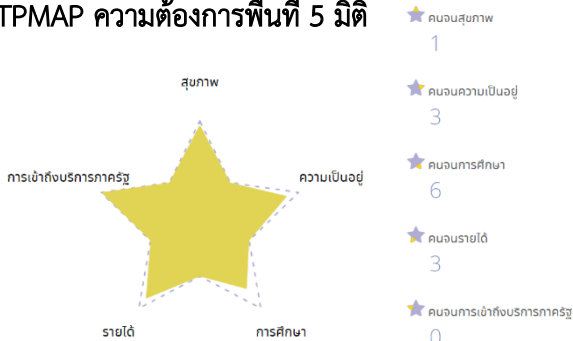 TPMAP ความต้องการพื้นที่ 5 มิติ
สุขภาพ
การเข้าถึงบริการภาครัฐ
ความเป็นอยู่
รายได้
การศึกษา
คนจนสุขภาพ
1
คนจนความเป็นอยู่
3
คนจนการศึกษา
6
คนจนรายได้
3
คนจนการเข้าถึงบริการภาครัฐ
0